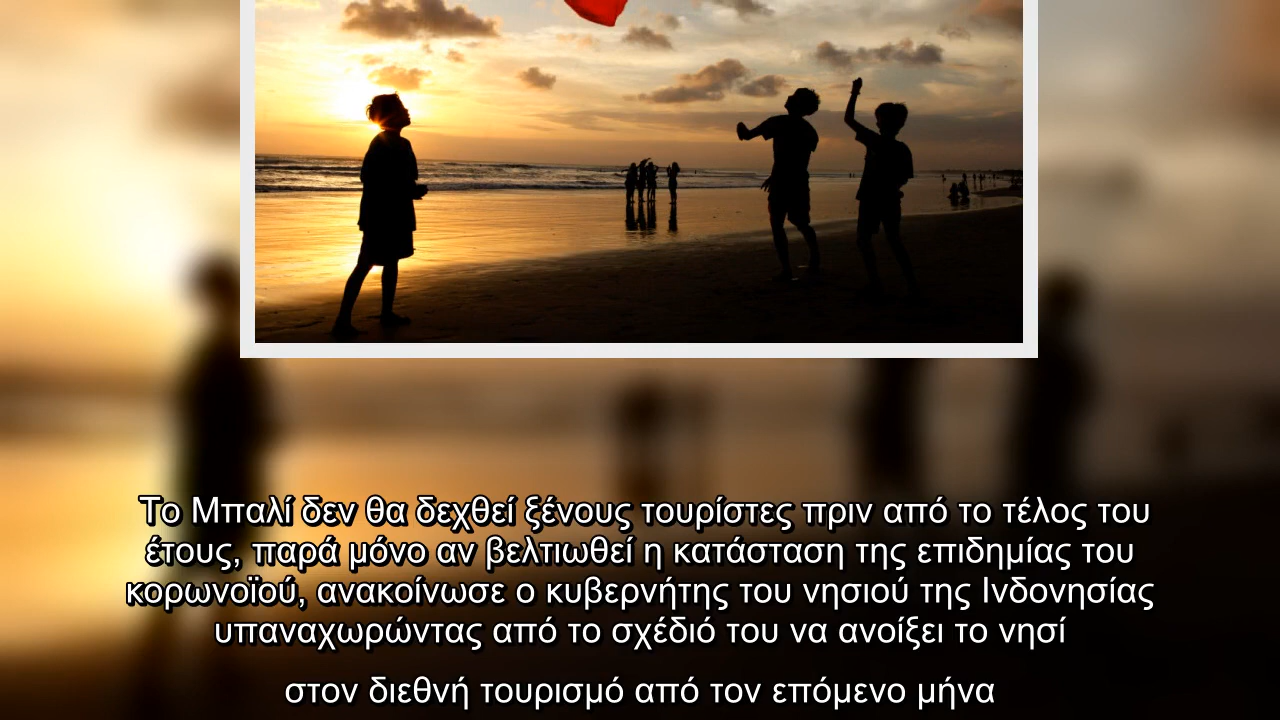 Το Μπαλί δεν θα δεχθεί ξένους τουρίστες πριν από το τέλος του
έτους, παρά μόνο αν βελτιωθεί η κατάσταση της επιδημίας του
κορωνοϊού, ανακοίνωσε ο κυβερνήτης του νησιού της Ινδονησίας
υπαναχωρώντας από το σχέδιό του να ανοίξει το νησί
στον διεθνή τουρισμό από τον επόμενο μήνα